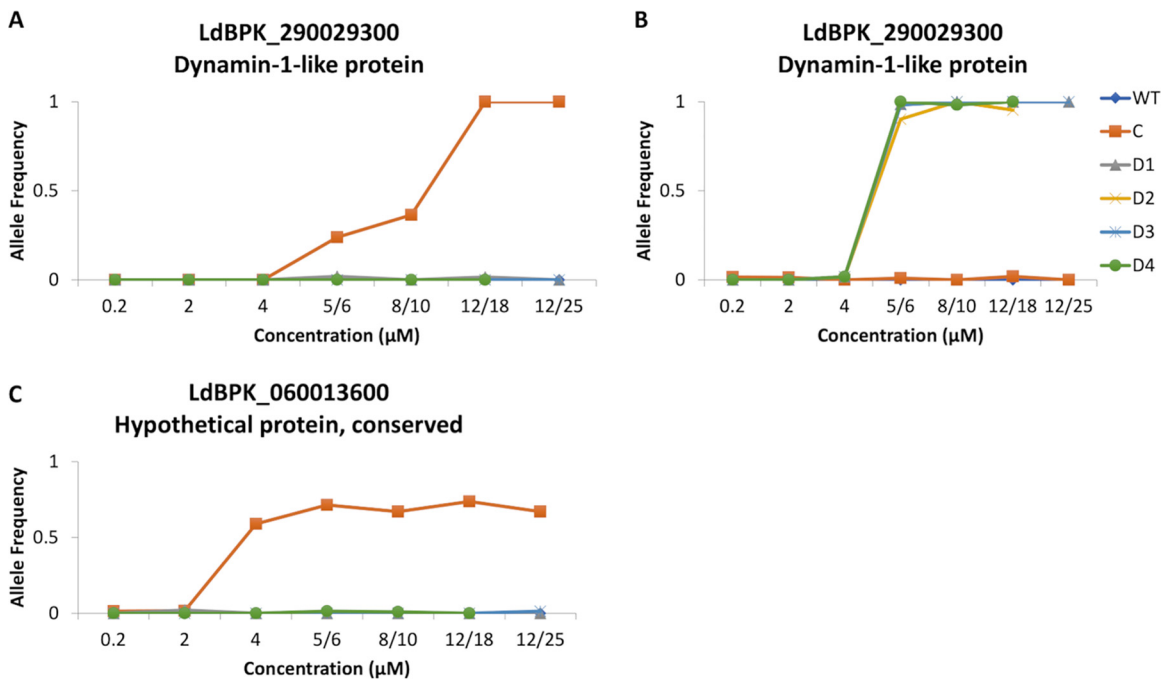 A
LdBPK_290029300
Dynamin-1-like protein
1
0.5
0
Allele Frequency
0.2 2 4 5/6 8/10 12/18 12/25
Concentration (µM)
B
LdBPK_290029300
Dynamin-1-like protein
1
0.5
0
Allele Frequency
0.2 2 4 5/6 8/10 12/18 12/25
Concentration (µM)
WT
C
D1
D2
D3
D4
C
LdBPK_060013600
Hypothetical protein, conserved
1
0.5
0
Allele Frequency
0.2 2 4 5/6 8/10 12/18 12/25
Concentration (µM)